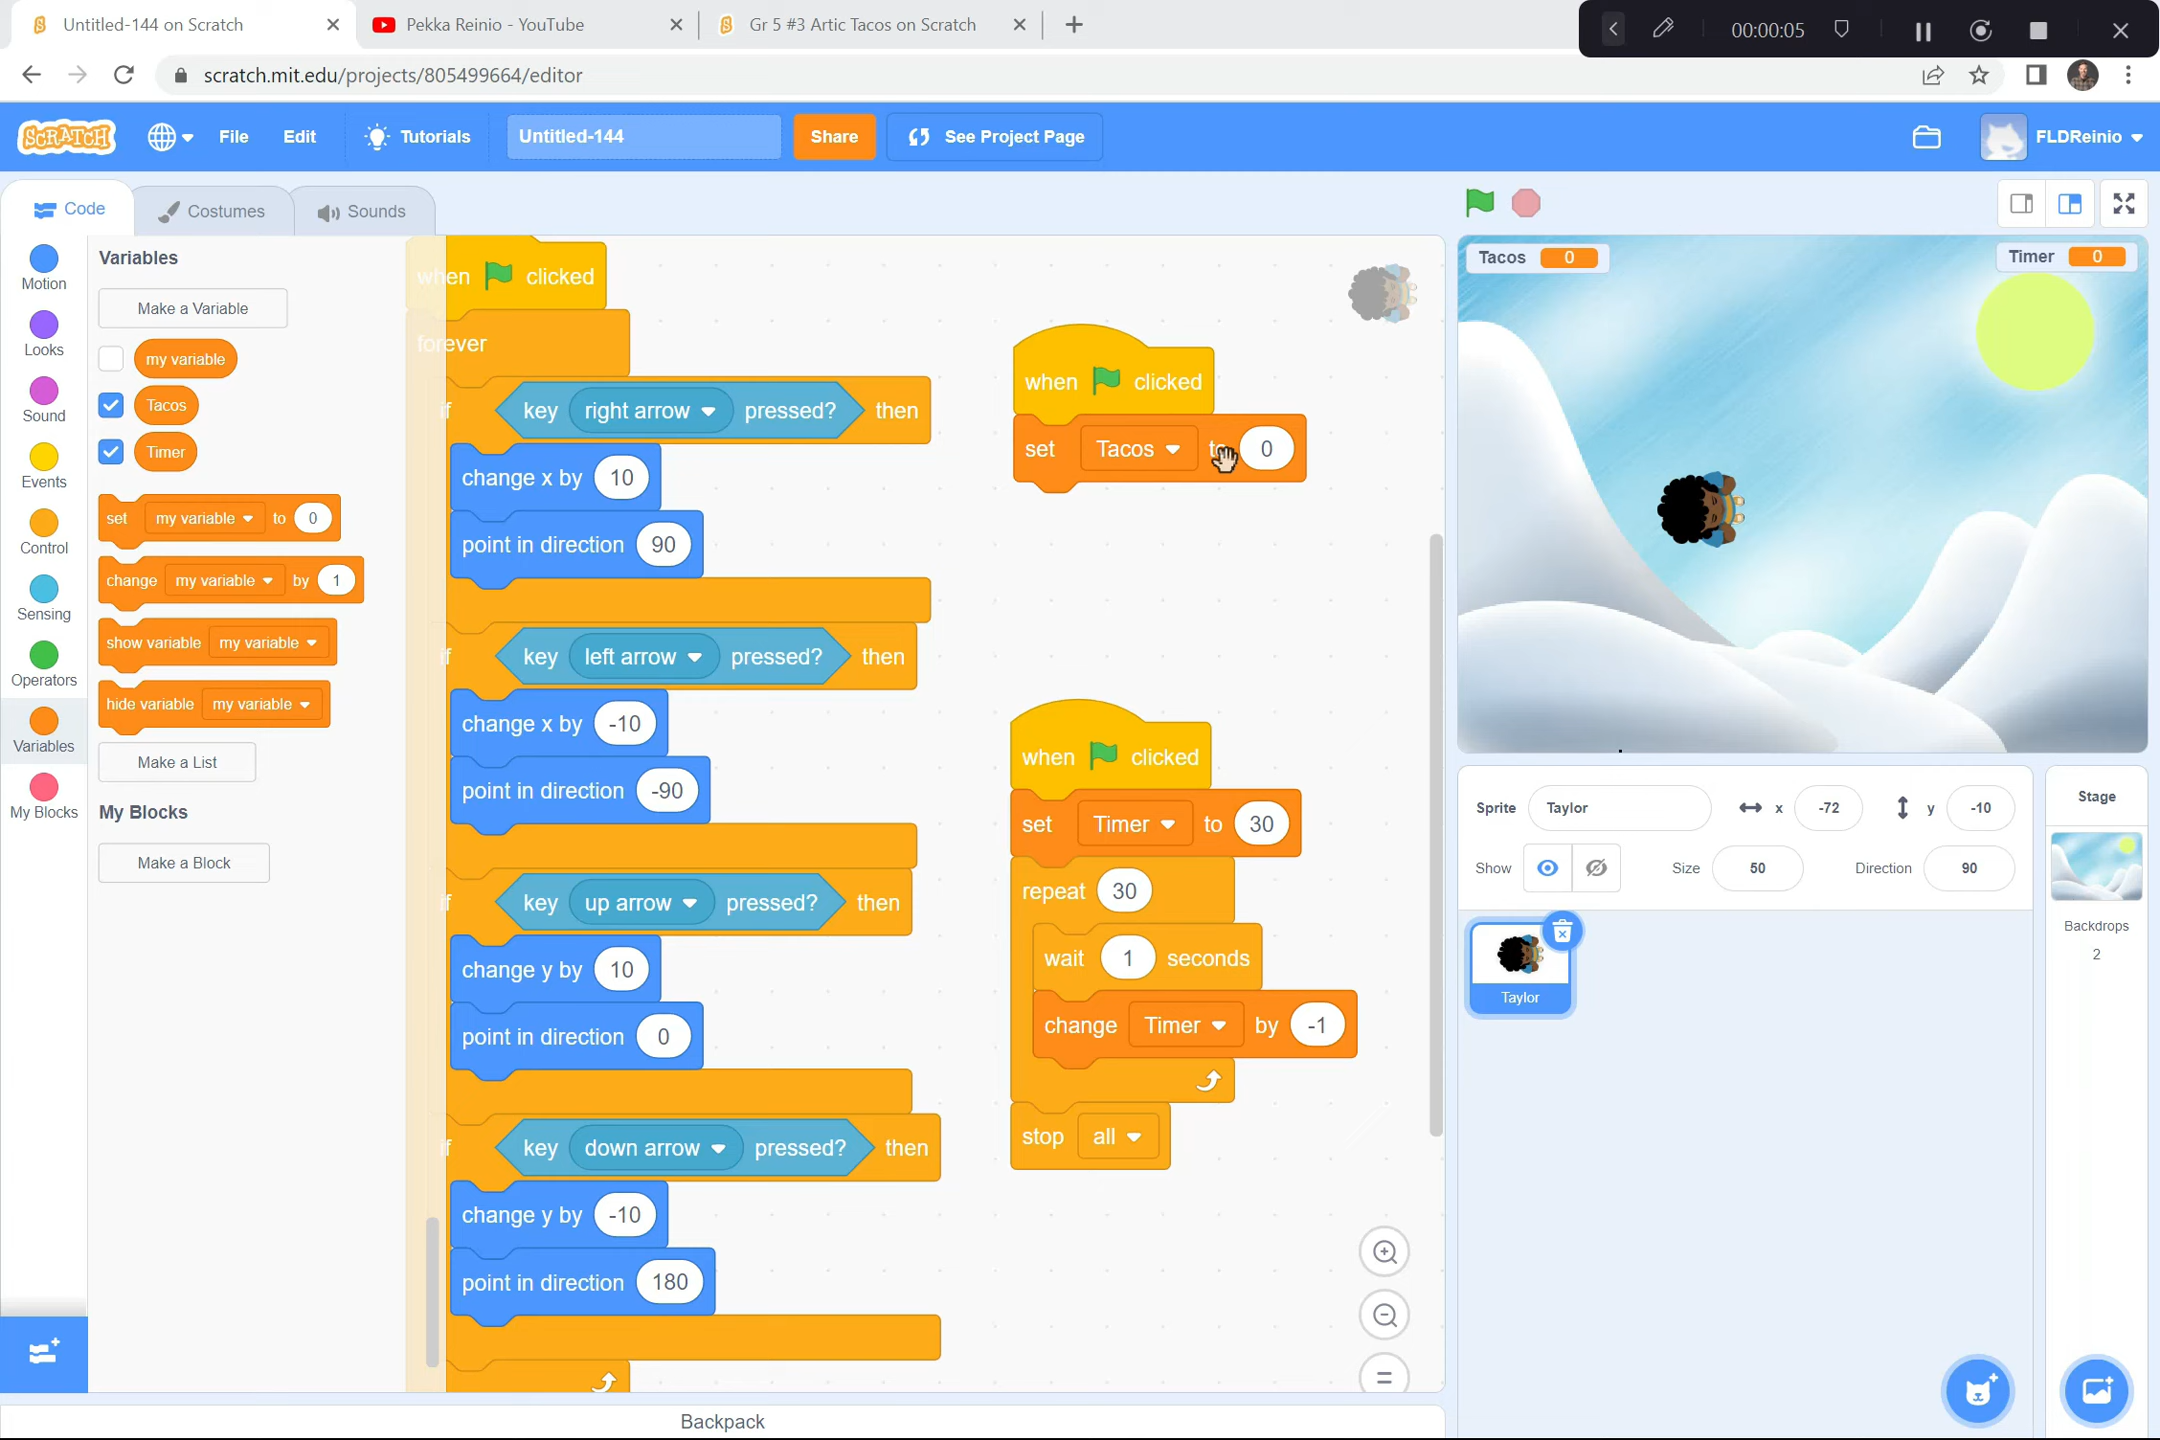 Untitled-144 on Scratch
Pekka Reinio - YouTube
Gr 5 #3 Artic Tacos on Scratch
00:00:05
scratch.mit.edu/projects/805499664/editor
SCRATCH
File
Edit
Tutorials
Untitled-144
Share
See Project Page
FLDReinio
Code
Costumes
Sounds
Motion
Looks
Sound
Events
Control
Sensing
Operators
Variables
My Blocks
Variables
Make a Variable
my variable
Tacos
Timer
set my variable to 0
change my variable by 1
show variable my variable
hide variable my variable
Make a List
My Blocks
Make a Block
when clicked
forever
if key right arrow pressed? then
change x by 10
point in direction 90
if key left arrow pressed? then
change x by -10
point in direction -90
if key up arrow pressed? then
change y by 10
point in direction 0
if key down arrow pressed? then
change y by -10
point in direction 180
when clicked
set Tacos to 0
when clicked
set Timer to 30
repeat 30
wait 1 seconds
change Timer by -1
stop all
Tacos 0
Timer 0
Sprite Taylor x -72 y -10
Show Size 50 Direction 90
Taylor
Stage
Backdrops
2
Backpack